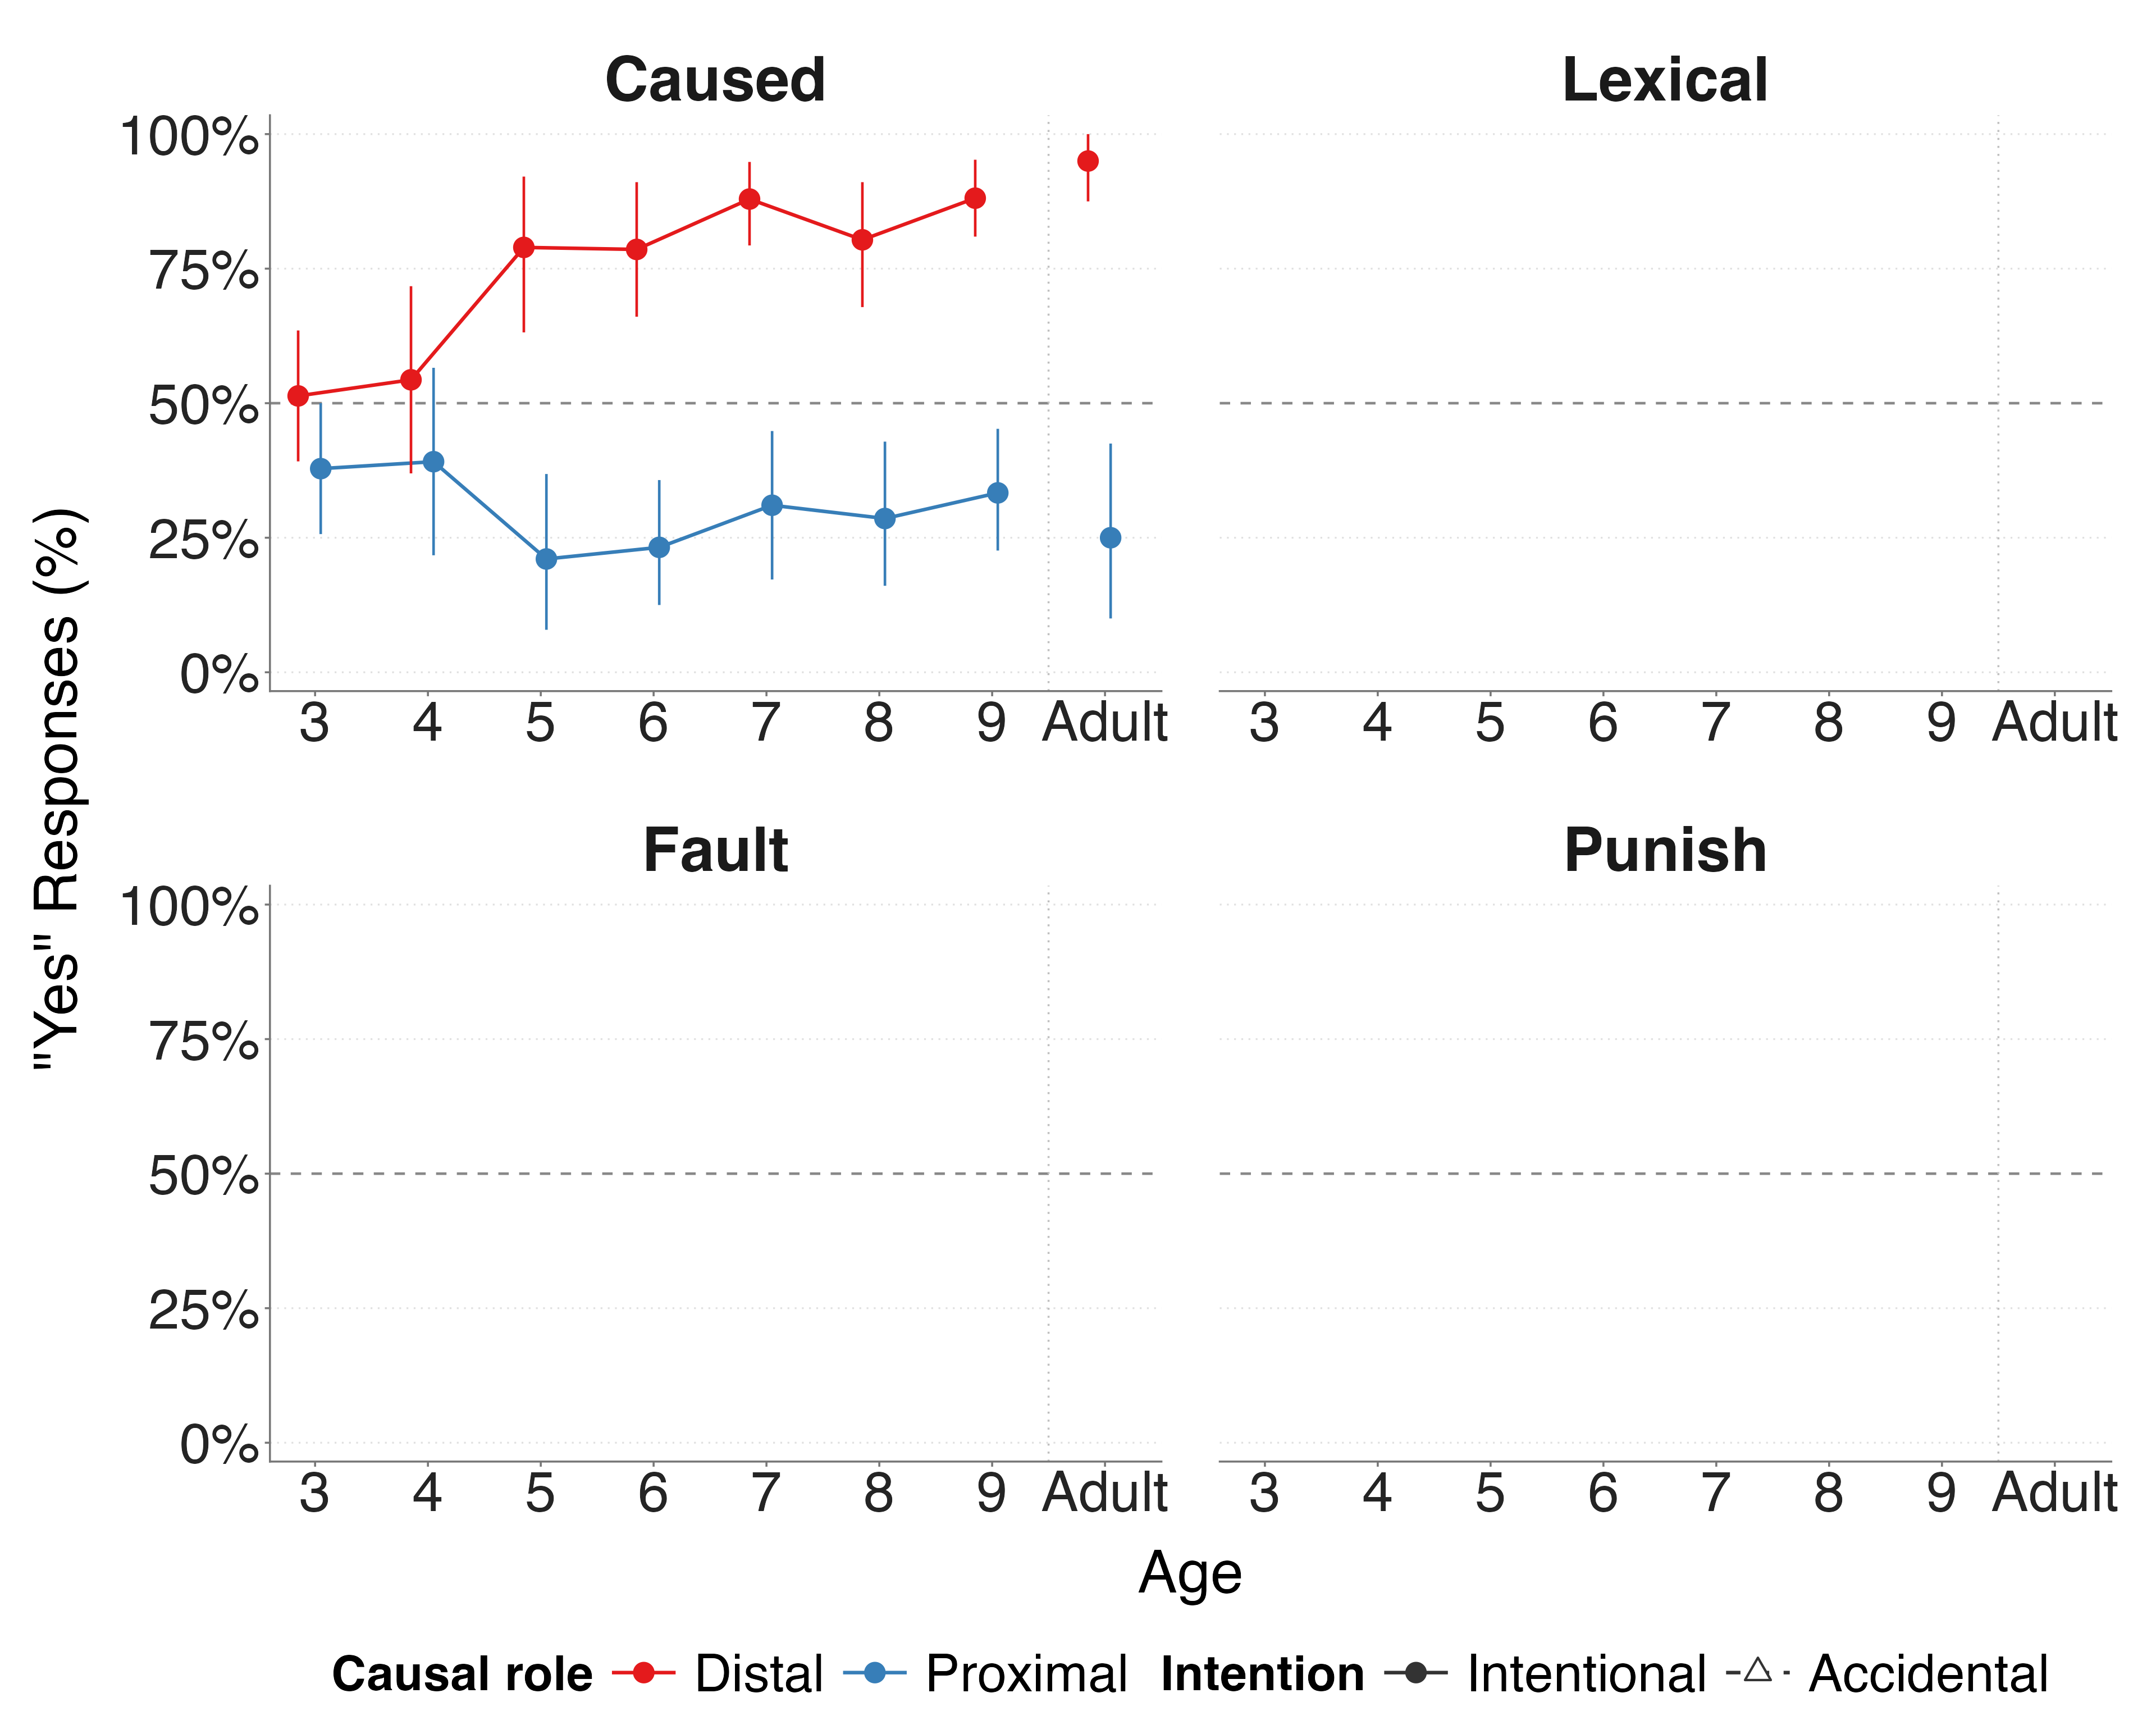 Caused
Lexical
100%
75%
50%
25%
0%
3 4 5 6 7 8 9 Adult
3 4 5 6 7 8 9 Adult
"Yes" Responses (%)
Fault
Punish
100%
75%
50%
25%
0%
3 4 5 6 7 8 9 Adult
3 4 5 6 7 8 9 Adult
Age
Causal role Distal Proximal Intention Intentional Accidental